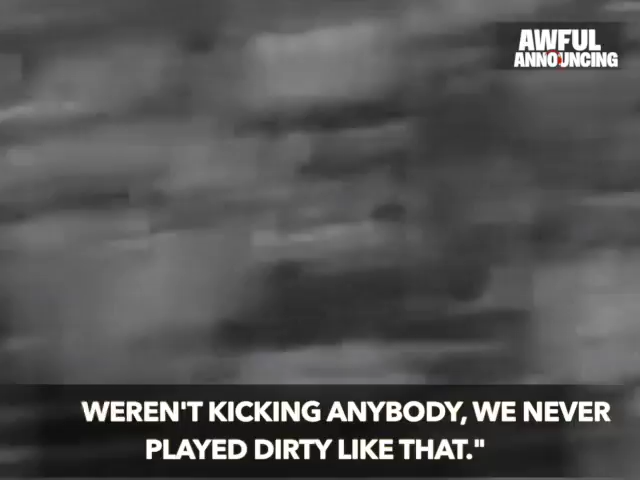 AWFUL
ANNOUNCING
WEREN'T KICKING ANYBODY, WE NEVER
PLAYED DIRTY LIKE THAT."